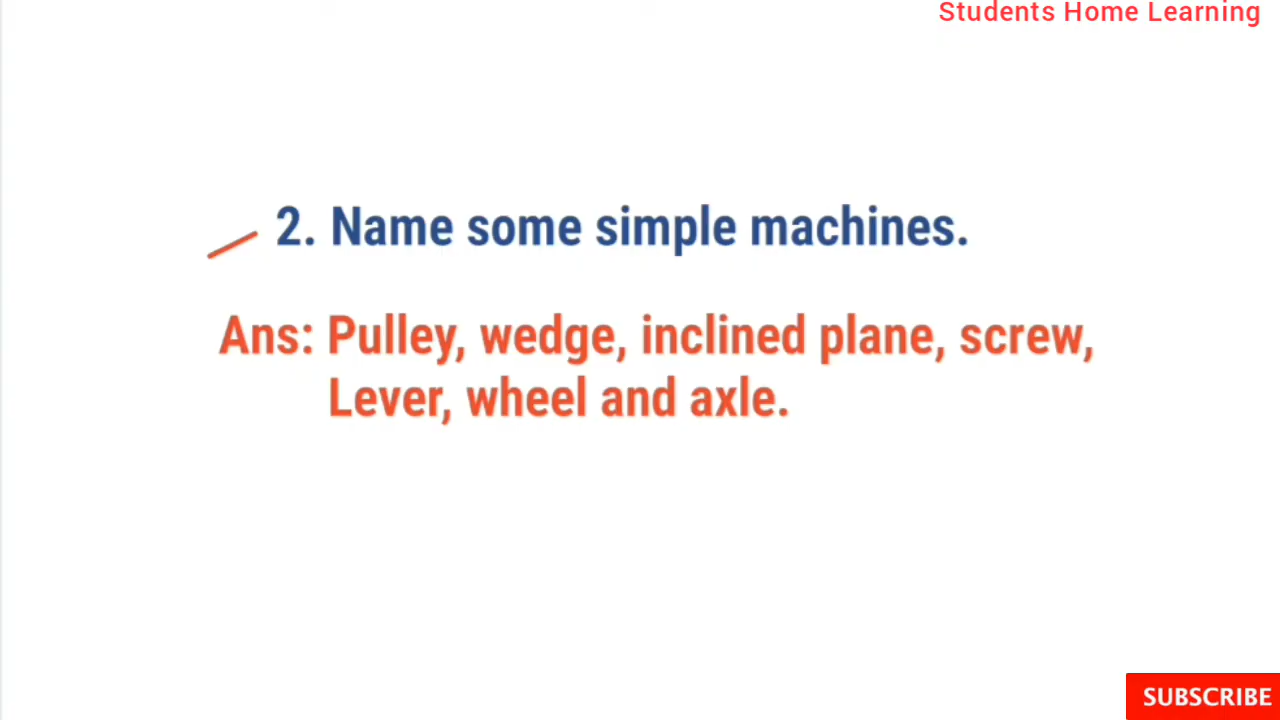 Students Home Learning
2. Name some simple machines.
Ans: Pulley, wedge, inclined plane, screw,
Lever, wheel and axle.
SUBSCRIBE